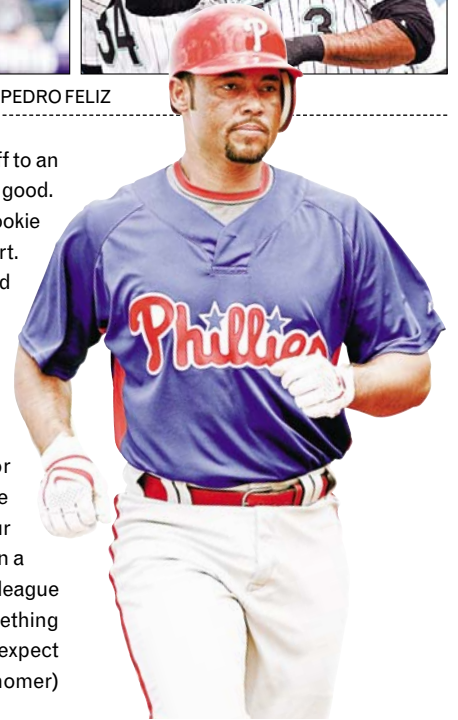 34
3
P
PEDRO FELIZ
ff to an
good.
ookie
rt.
d
Phillies
or
e
ur
n a
league
ething
expect
homer)